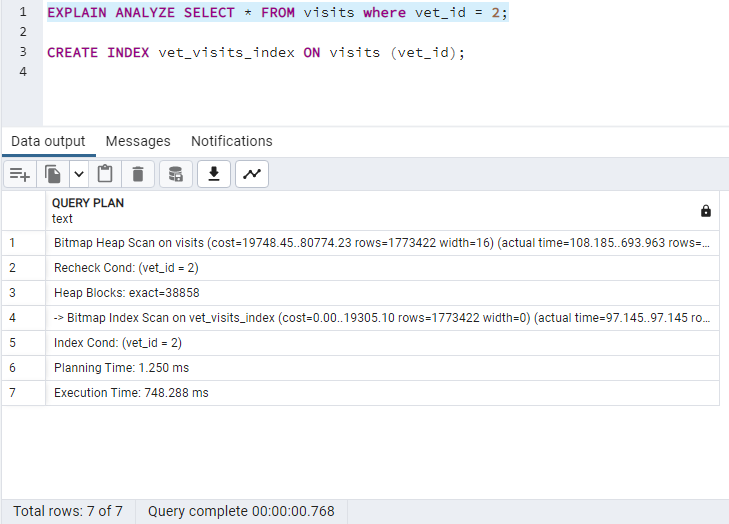 1 EXPLAIN ANALYZE SELECT * FROM visits where vet_id = 2;
2
3 CREATE INDEX vet_visits_index ON visits (vet_id);
4
Data output Messages Notifications
QUERY PLAN
text
1 Bitmap Heap Scan on visits (cost=19748.45..80774.23 rows=1773422 width=16) (actual time=108.185..693.963 rows=...
2 Recheck Cond: (vet_id = 2)
3 Heap Blocks: exact=38858
4 -> Bitmap Index Scan on vet_visits_index (cost=0.00..19305.10 rows=1773422 width=0) (actual time=97.145..97.145 ro...
5 Index Cond: (vet_id = 2)
6 Planning Time: 1.250 ms
7 Execution Time: 748.288 ms
Total rows: 7 of 7 Query complete 00:00:00.768